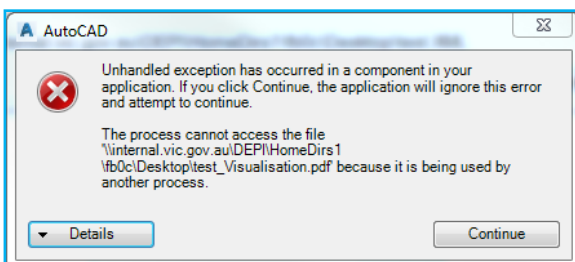 AutoCAD
Unhandled exception has occurred in a component in your
application. If you click Continue, the application will ignore this error
and attempt to continue.
The process cannot access the file
'\\internal.vic.gov.au\DEPI\HomeDirs1
\fb0c\Desktop\test_Visualisation.pdf' because it is being used by
another process.
Details
Continue